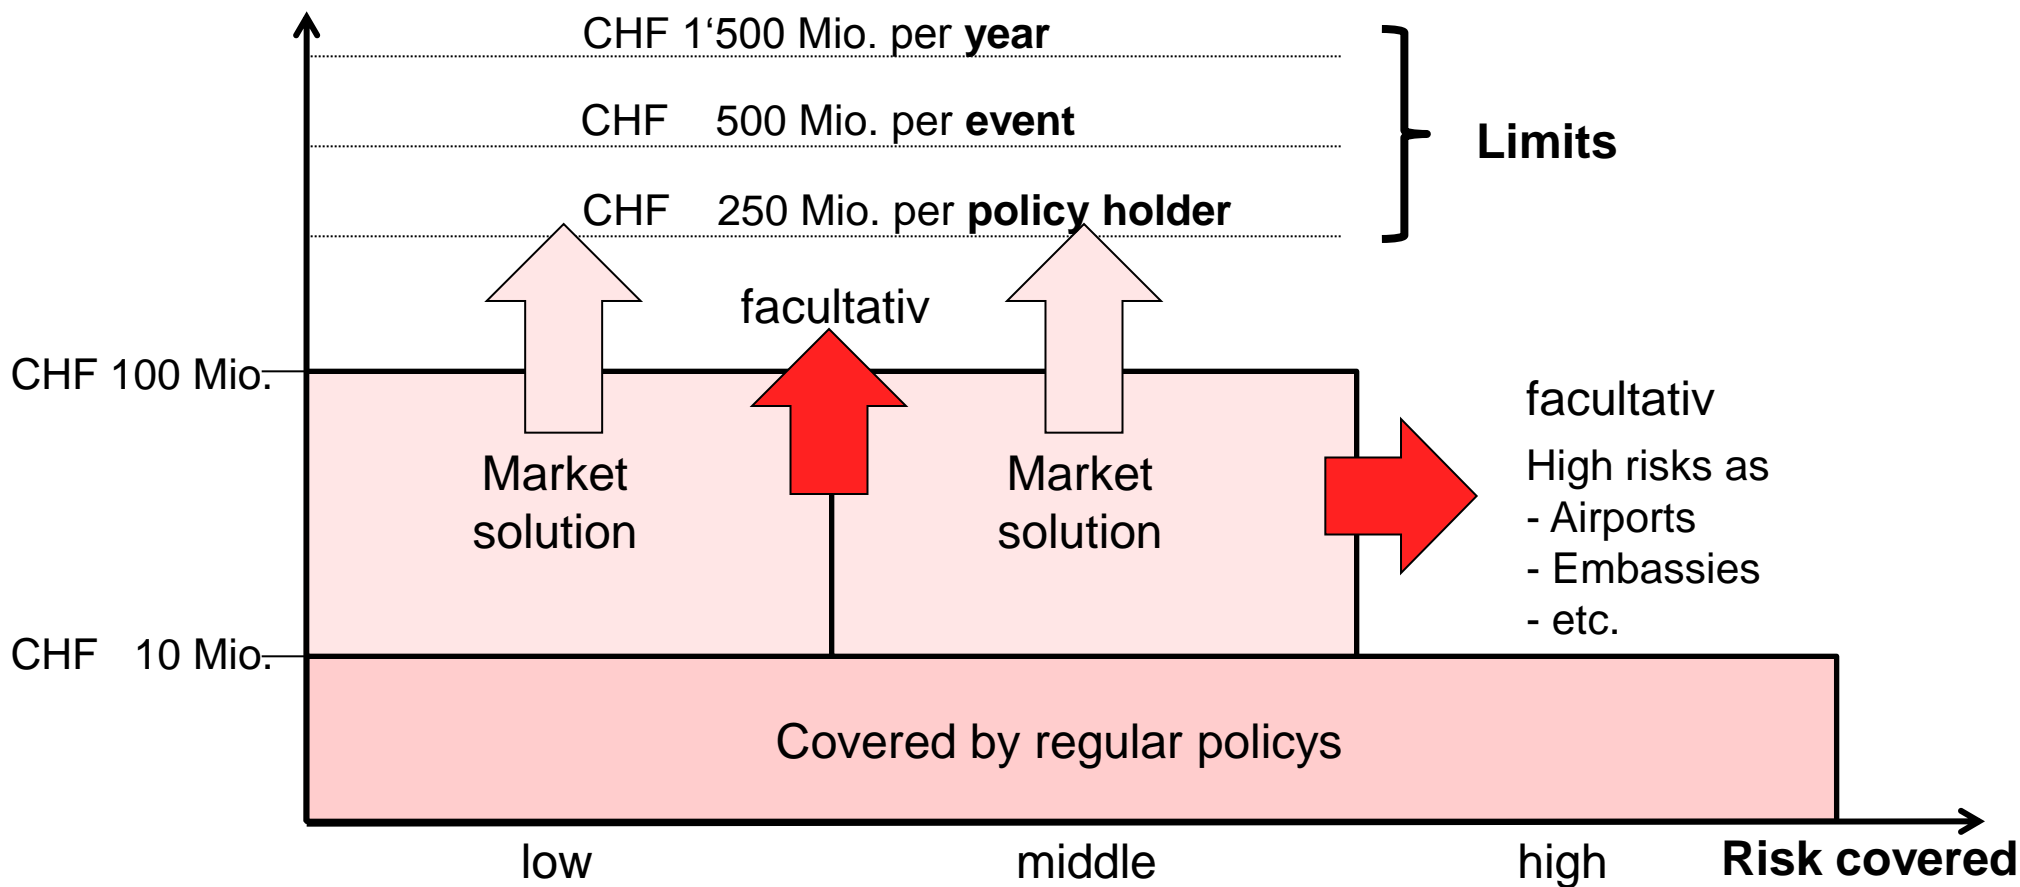 CHF 1‘500 Mio. per year
CHF 500 Mio. per event
Limits
CHF 250 Mio. per policy holder
facultativ
CHF 100 Mio.
facultativ
High risks as
- Airports
- Embassies
- etc.
Market
solution
Market
solution
CHF 10 Mio.
Covered by regular policys
low
middle
high
Risk covered